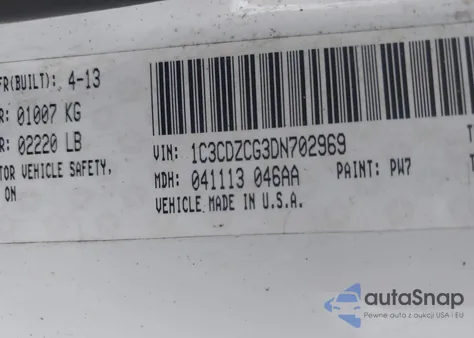 FR(BUILT): 4-13
R: 01007 KG
R: 02220 LB
TOR VEHICLE SAFETY,
ON
VIN: 1C3CDZCG3DN702969
MDH: 041113 046AA PAINT: PW7
VEHICLE MADE IN U.S.A.
autoSnap
Pewne auta z aukcji USA i EU